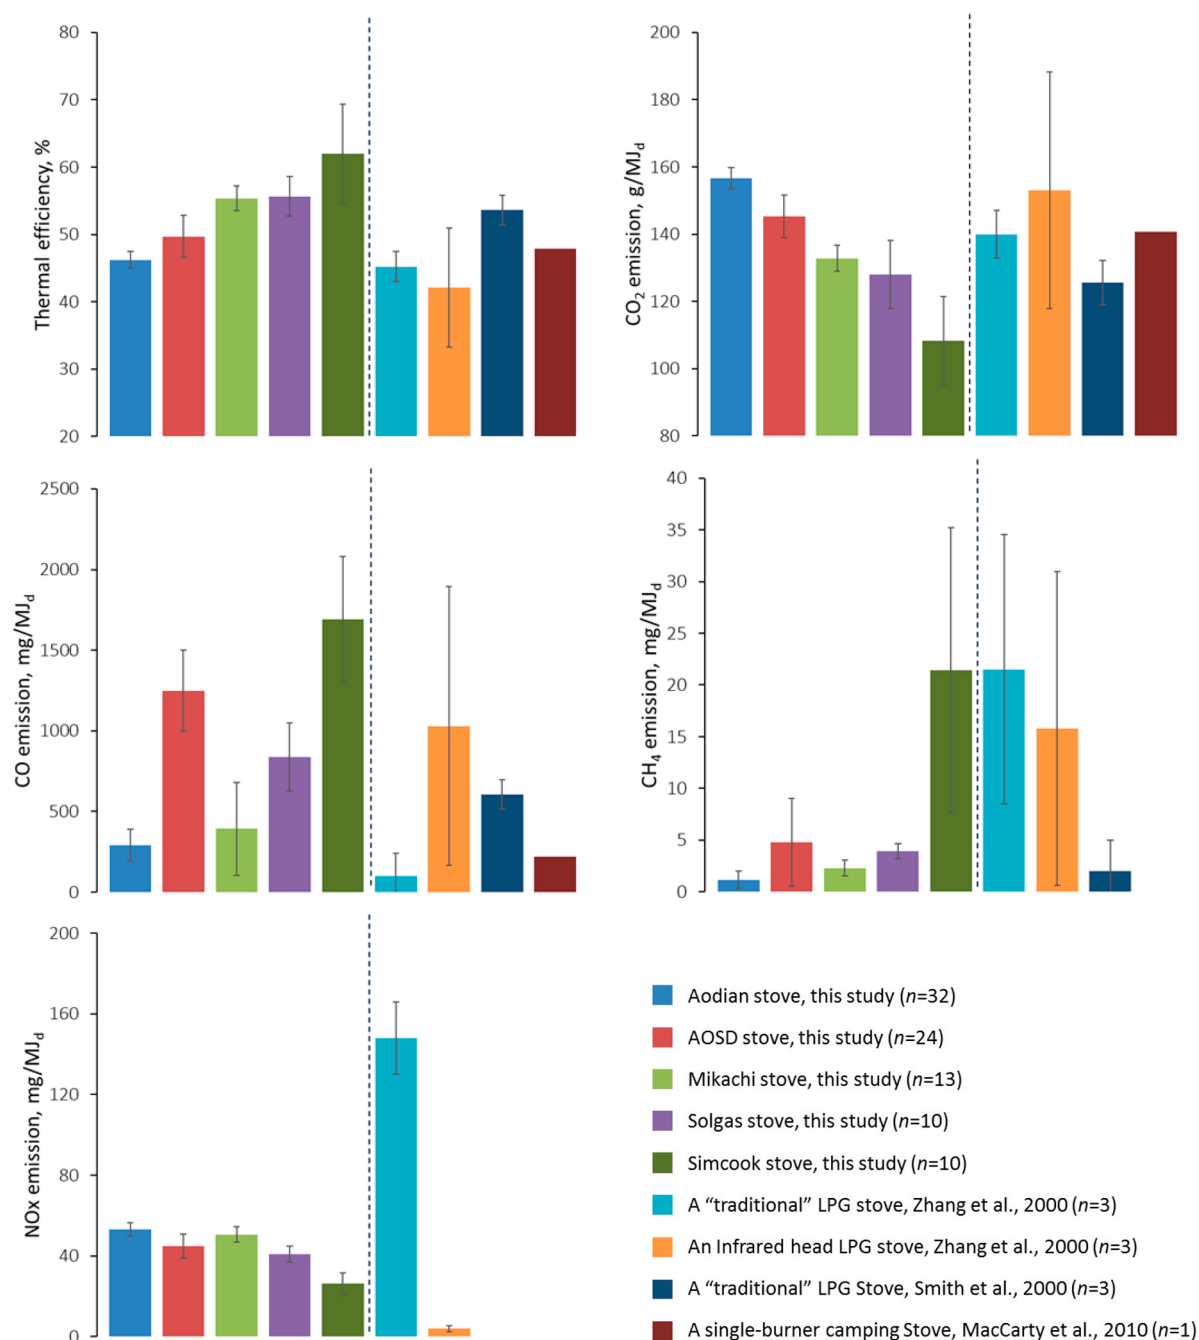 80
70
60
50
40
30
20
Thermal efficiency, %
200
180
160
140
120
100
80
CO2 emission, g/MJd
2500
2000
1500
1000
500
0
CO emission, mg/MJd
40
35
30
25
20
15
10
5
0
CH4 emission, mg/MJd
200
160
120
80
40
0
NOx emission, mg/MJd
Aodian stove, this study (n=32)
AOSD stove, this study (n=24)
Mikachi stove, this study (n=13)
Solgas stove, this study (n=10)
Simcook stove, this study (n=10)
A “traditional” LPG stove, Zhang et al., 2000 (n=3)
An Infrared head LPG stove, Zhang et al., 2000 (n=3)
A “traditional” LPG Stove, Smith et al., 2000 (n=3)
A single-burner camping Stove, MacCarty et al., 2010 (n=1)